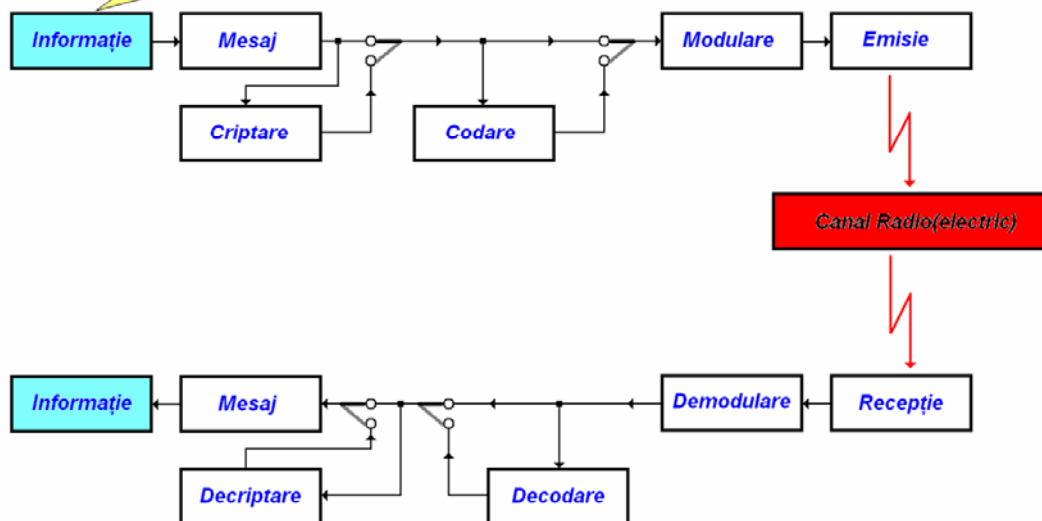 Informație
Mesaj
Modulare
Emisie
Criptare
Codare
Canal Radio(electric)
Informație
Mesaj
Demodulare
Recepție
Decriptare
Decodare